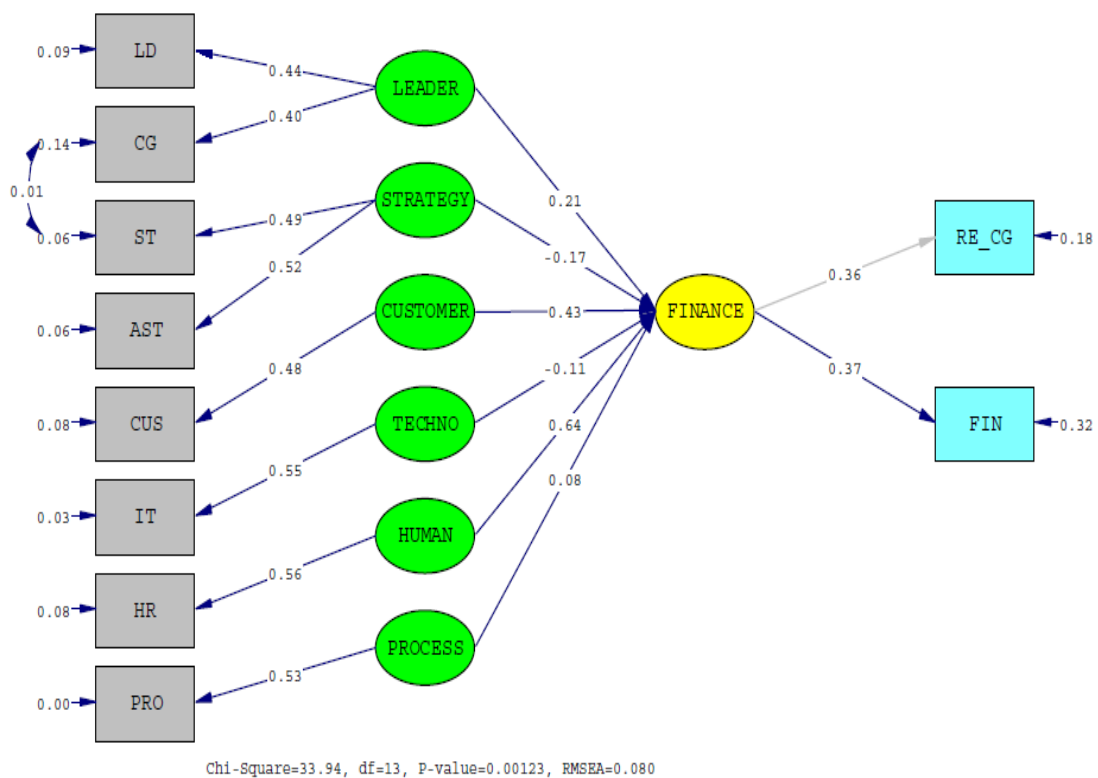 0.09
LD
0.44
LEADER
0.14
CG
0.40
0.01
0.21
0.06
ST
0.49
STRATEGY
-0.17
RE_CG
0.18
0.36
0.52
0.06
AST
CUSTOMER
0.43
FINANCE
0.48
-0.11
0.37
0.08
CUS
TECHNO
0.64
FIN
0.32
0.55
0.08
0.03
IT
HUMAN
0.56
0.08
HR
PROCESS
0.53
0.00
PRO
Chi-Square=33.94, df=13, P-value=0.00123, RMSEA=0.080